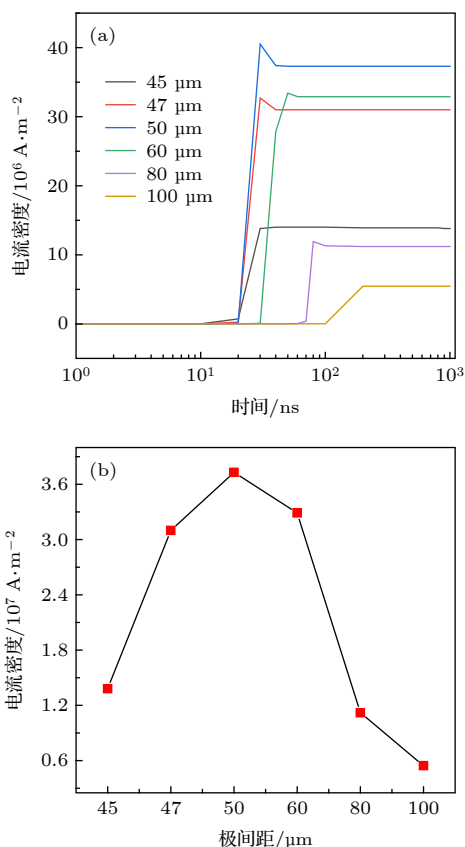 (a)
45 µm
47 µm
50 µm
60 µm
80 µm
100 µm
40
30
20
10
0
电流密度/10⁶ A·m⁻²
10⁰ 10¹ 10² 10³
时间/ns
(b)
3.6
3.0
2.4
1.8
1.2
0.6
电流密度/10⁷ A·m⁻²
45 47 50 60 80 100
极间距/µm